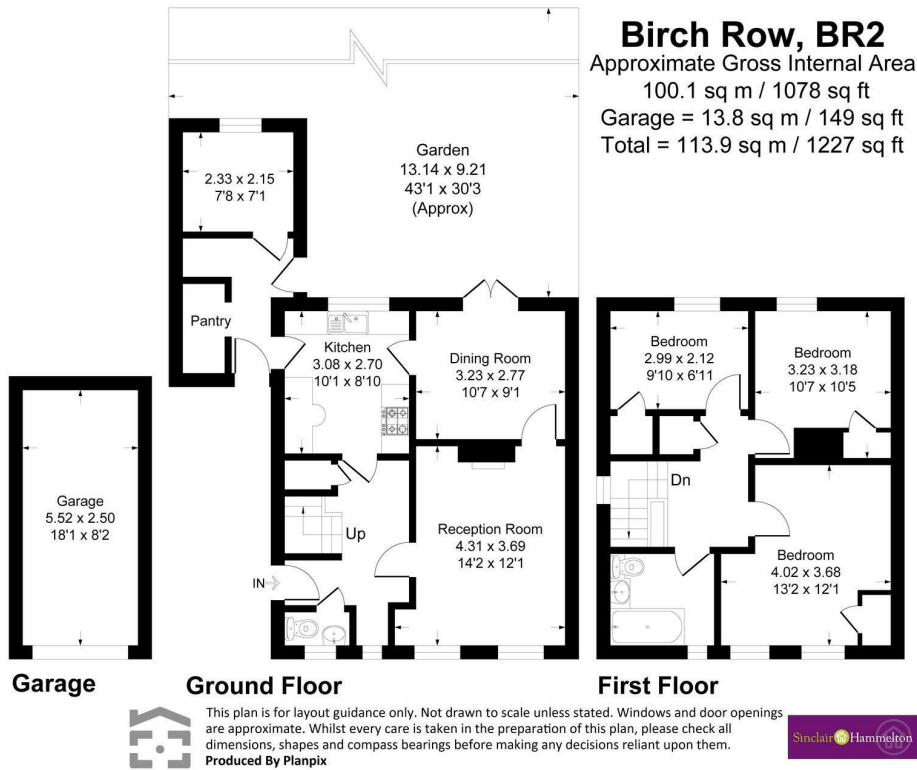 Birch Row, BR2
Approximate Gross Internal Area
100.1 sq m / 1078 sq ft
Garage = 13.8 sq m / 149 sq ft
Total = 113.9 sq m / 1227 sq ft
Garden
13.14 x 9.21
43'1 x 30'3
(Approx)
2.33 x 2.15
7'8 x 7'1
Pantry
Kitchen
3.08 x 2.70
10'1 x 8'10
Dining Room
3.23 x 2.77
10'7 x 9'1
Up
Reception Room
4.31 x 3.69
14'2 x 12'1
IN
Garage
5.52 x 2.50
18'1 x 8'2
Bedroom
2.99 x 2.12
9'10 x 6'11
Bedroom
3.23 x 3.18
10'7 x 10'5
Dn
Bedroom
4.02 x 3.68
13'2 x 12'1
Garage
Ground Floor
First Floor
This plan is for layout guidance only. Not drawn to scale unless stated. Windows and door openings
are approximate. Whilst every care is taken in the preparation of this plan, please check all
dimensions, shapes and compass bearings before making any decisions reliant upon them.
Produced By Planpix
Sinclair Hammelton